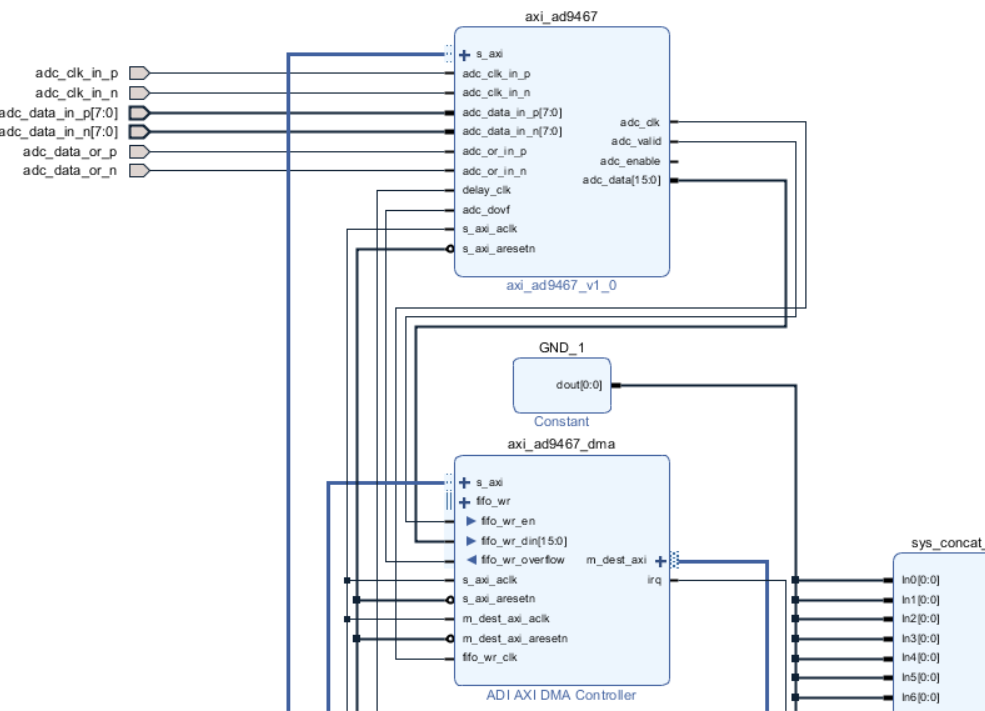 axi_ad9467
s_axi
adc_clk_in_p
adc_clk_in_n
adc_data_in_p[7:0]
adc_data_in_n[7:0]
adc_data_or_p
adc_data_or_n
adc_clk_in_p
adc_clk_in_n
adc_data_in_p[7:0]
adc_data_in_n[7:0]
adc_or_in_p
adc_or_in_n
delay_clk
adc_dovf
s_axi_aclk
s_axi_aresetn
adc_clk
adc_valid
adc_enable
adc_data[15:0]
axi_ad9467_v1_0
GND_1
dout[0:0]
Constant
axi_ad9467_dma
s_axi
fifo_wr
fifo_wr_en
fifo_wr_din[15:0]
fifo_wr_overflow
s_axi_aclk
s_axi_aresetn
m_dest_axi_aclk
m_dest_axi_aresetn
fifo_wr_clk
m_dest_axi
irq
ADI AXI DMA Controller
sys_concat_
In0[0:0]
In1[0:0]
In2[0:0]
In3[0:0]
In4[0:0]
In5[0:0]
In6[0:0]